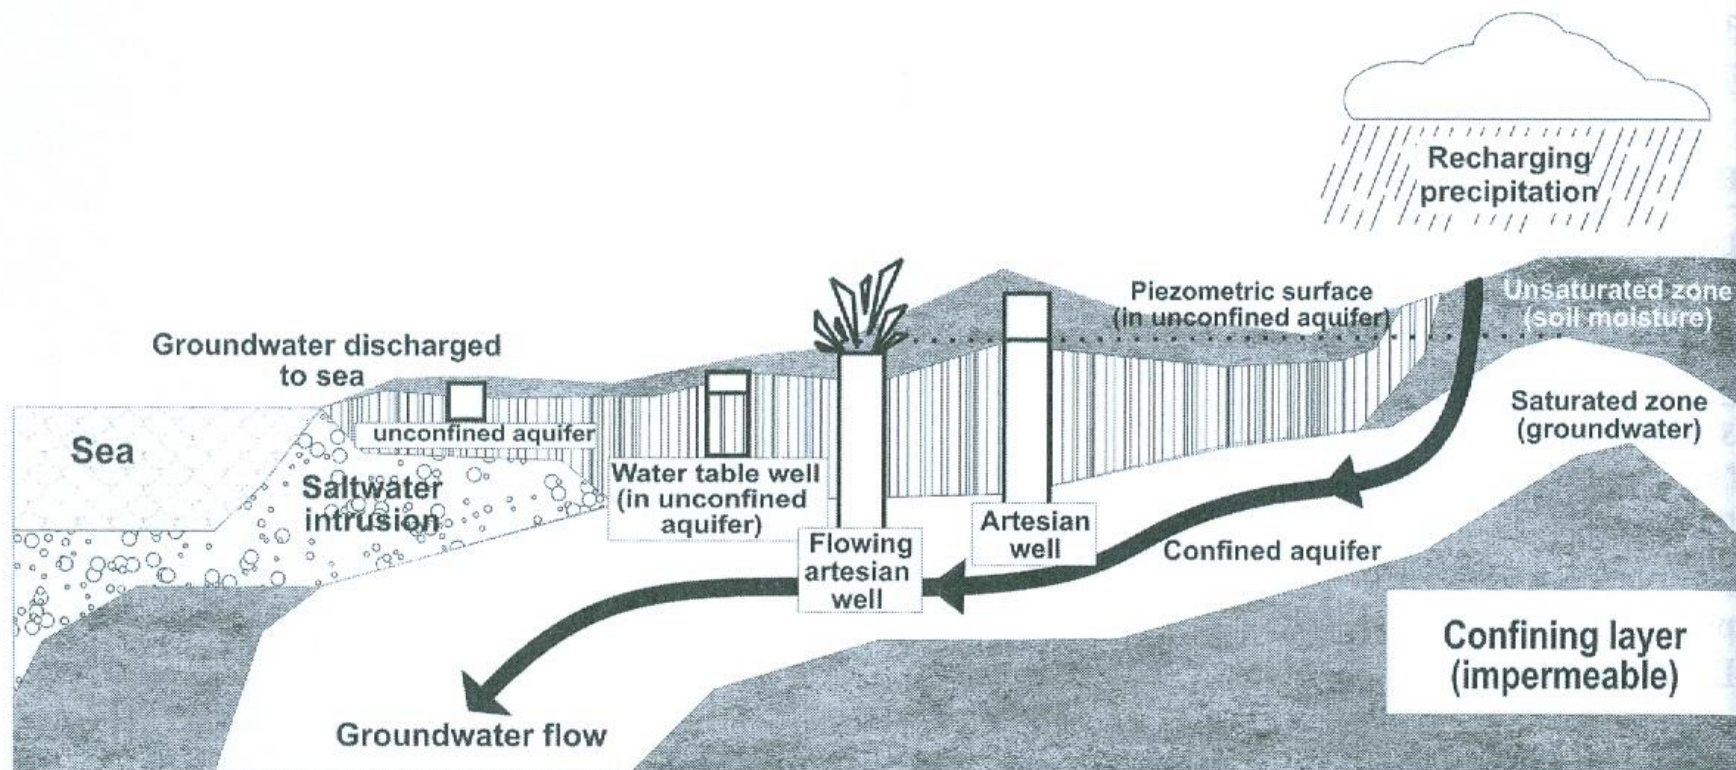 Recharging
precipitation
Piezometric surface
(in unconfined aquifer)
Unsaturated zone
(soil moisture)
Groundwater discharged
to sea
Saturated zone
(groundwater)
Sea
unconfined aquifer
Saltwater
intrusion
Water table well
(in unconfined
aquifer)
Flowing
artesian
well
Artesian
well
Confined aquifer
Confining layer
(impermeable)
Groundwater flow